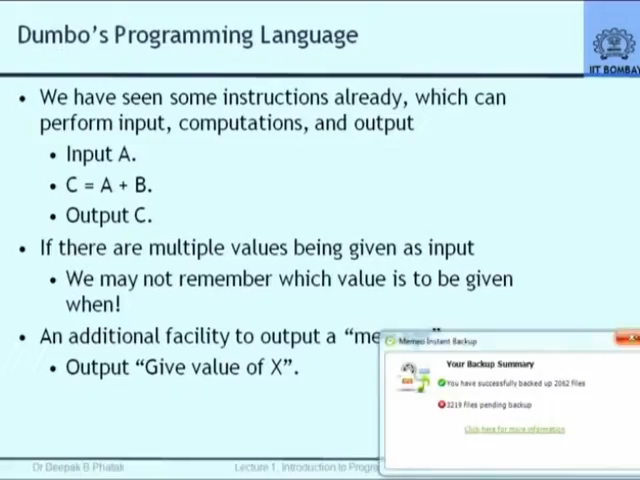 Dumbo's Programming Language
IIT BOMBAY
• We have seen some instructions already, which can
perform input, computations, and output
• Input A.
• C = A + B.
• Output C.
• If there are multiple values being given as input
• We may not remember which value is to be given
when!
• An additional facility to output a "me
• Output "Give value of X".
Memeo Instant Backup
Your Backup Summary
You have successfully backed up 2062 files
3219 files pending backup
Click here for more information
Dr Deepak B Phatak
Lecture 1. Introduction to Progra